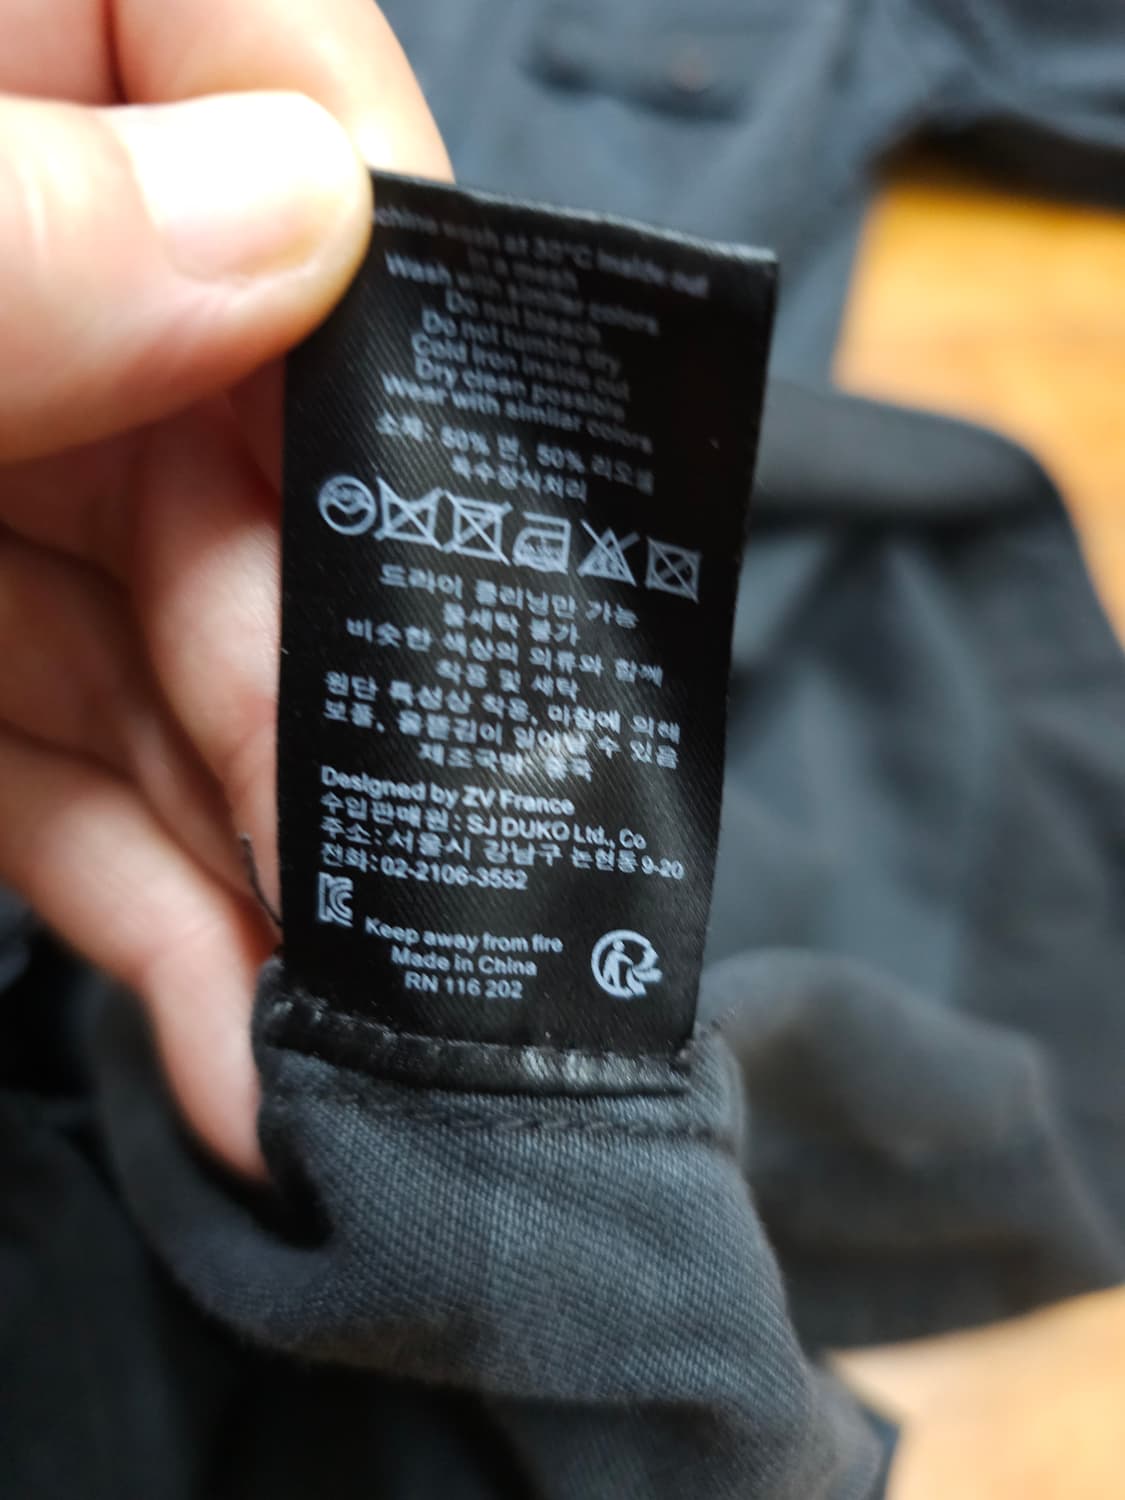 wash at 30°C inside out
in a mesh
Wash with similar colors
Do not bleach
Do not tumble dry
Cold iron inside out
Dry clean possible
Wear with similar colors
소재: 50% 면, 50% 리오셀
특수장식처리
드라이 클리닝만 가능
물세탁 불가
비슷한 색상의 의류와 함께
착용 및 세탁
원단 특성상 착용, 마찰에 의해
보풀, 올뜯김이 일어날 수 있음
제조국명: 중국
Designed by ZV France
수입판매원: SJ DUKO Ltd., Co
주소: 서울시 강남구 논현동 9-20
전화: 02-2106-3552
Keep away from fire
Made in China
RN 116 202